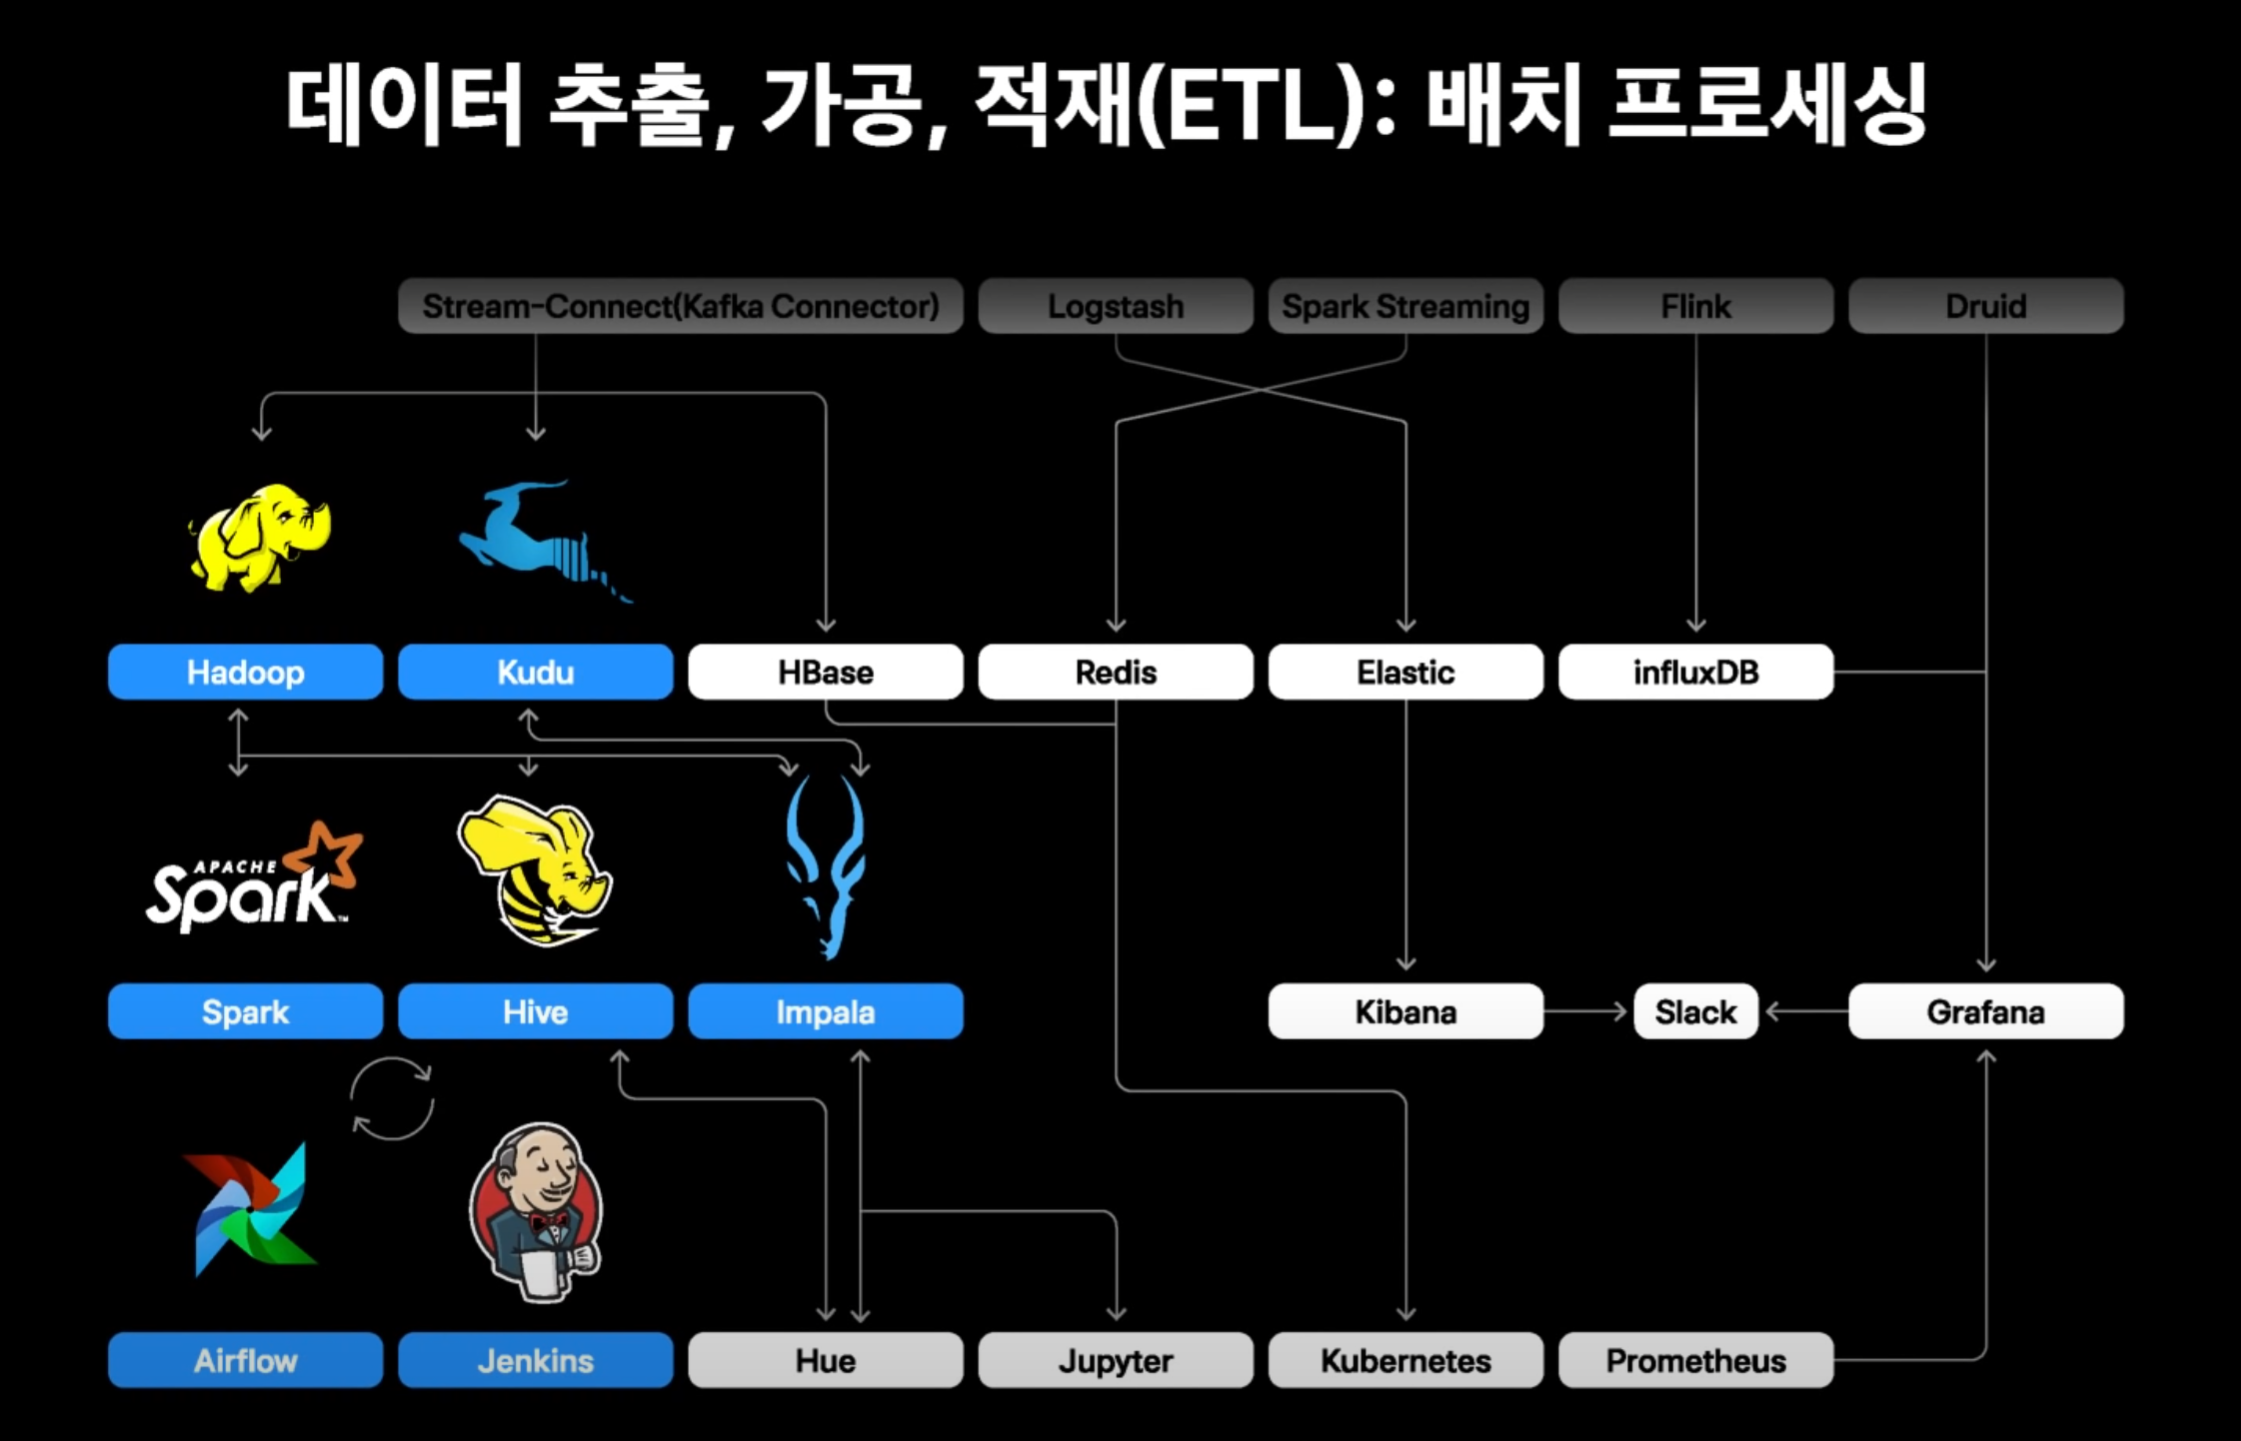 데이터 추출, 가공, 적재(ETL): 배치 프로세싱
Stream-Connect(Kafka Connector)
Logstash
Spark Streaming
Flink
Druid
Hadoop
Kudu
HBase
Redis
Elastic
influxDB
APACHE
Spark™
Spark
Hive
Impala
Kibana
Slack
Grafana
Airflow
Jenkins
Hue
Jupyter
Kubernetes
Prometheus